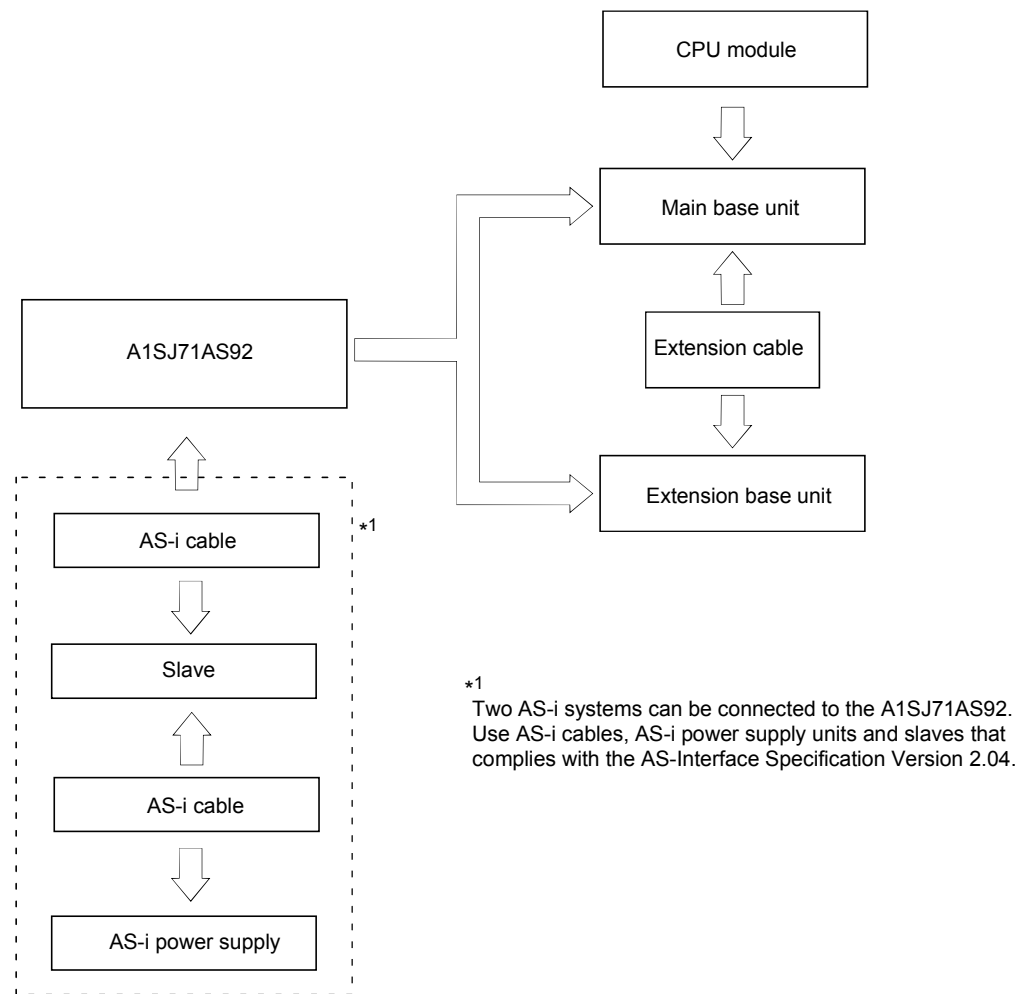 CPU module
Main base unit
A1SJ71AS92
Extension cable
Extension base unit
AS-i cable
*1
Slave
AS-i cable
AS-i power supply
*1
Two AS-i systems can be connected to the A1SJ71AS92.
Use AS-i cables, AS-i power supply units and slaves that
complies with the AS-Interface Specification Version 2.04.